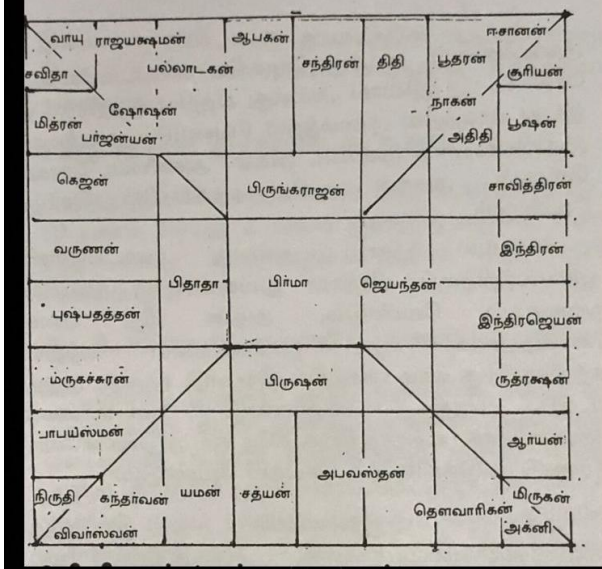 ஈசானன்
வாயு ராஜயக்ஷமன் ஆபகன்
சவிதா பல்லாடகன் சந்திரன் திதி பூதரன் சூரியன்
ஷோஷன் நாகன்
மித்ரன் பூஷன்
பர்ஜன்யன் அதிதி
கெஜன் பிருங்கராஜன் சாவித்திரன்
வருணன் இந்திரன்
பிதாதா பிர்மா ஜெயந்தன்
புஷ்பதத்தன் இந்திரஜெயன்
ம்ருகச்சுரன் பிருஷன் ருத்ரக்ஷன்
பாபயஸ்மன் ஆர்யன்
அபவஸ்தன்
நிருதி கந்தர்வன் யமன் சத்யன் மிருகன்
தௌவாரிகன்
விவர்ஸ்வன் அக்னி